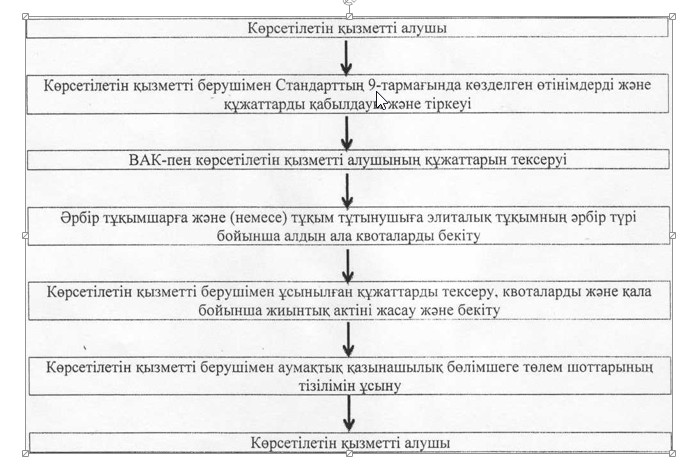 Көрсетілетін қызметті алушы
Көрсетілетін қызметті берушімен Стандарттың 9-тармағында көзделген өтінімдерді және
құжаттарды қабылдауы және тіркеуі
ВАК-пен көрсетілетін қызметті алушының құжаттарын тексеруі
Әрбір тұқымшарға және (немесе) тұқым тұтынушыға элиталық тұқымның әрбір түрі
бойынша алдын ала квоталарды бекіту
Көрсетілетін қызметті берушімен ұсынылған құжаттарды тексеру, квоталарды және қала
бойынша жиынтық актіні жасау және бекіту
Көрсетілетін қызметті берушімен аумақтық қазынашылық бөлімшеге төлем шоттарының
тізілімін ұсыну
Көрсетілетін қызметті алушы